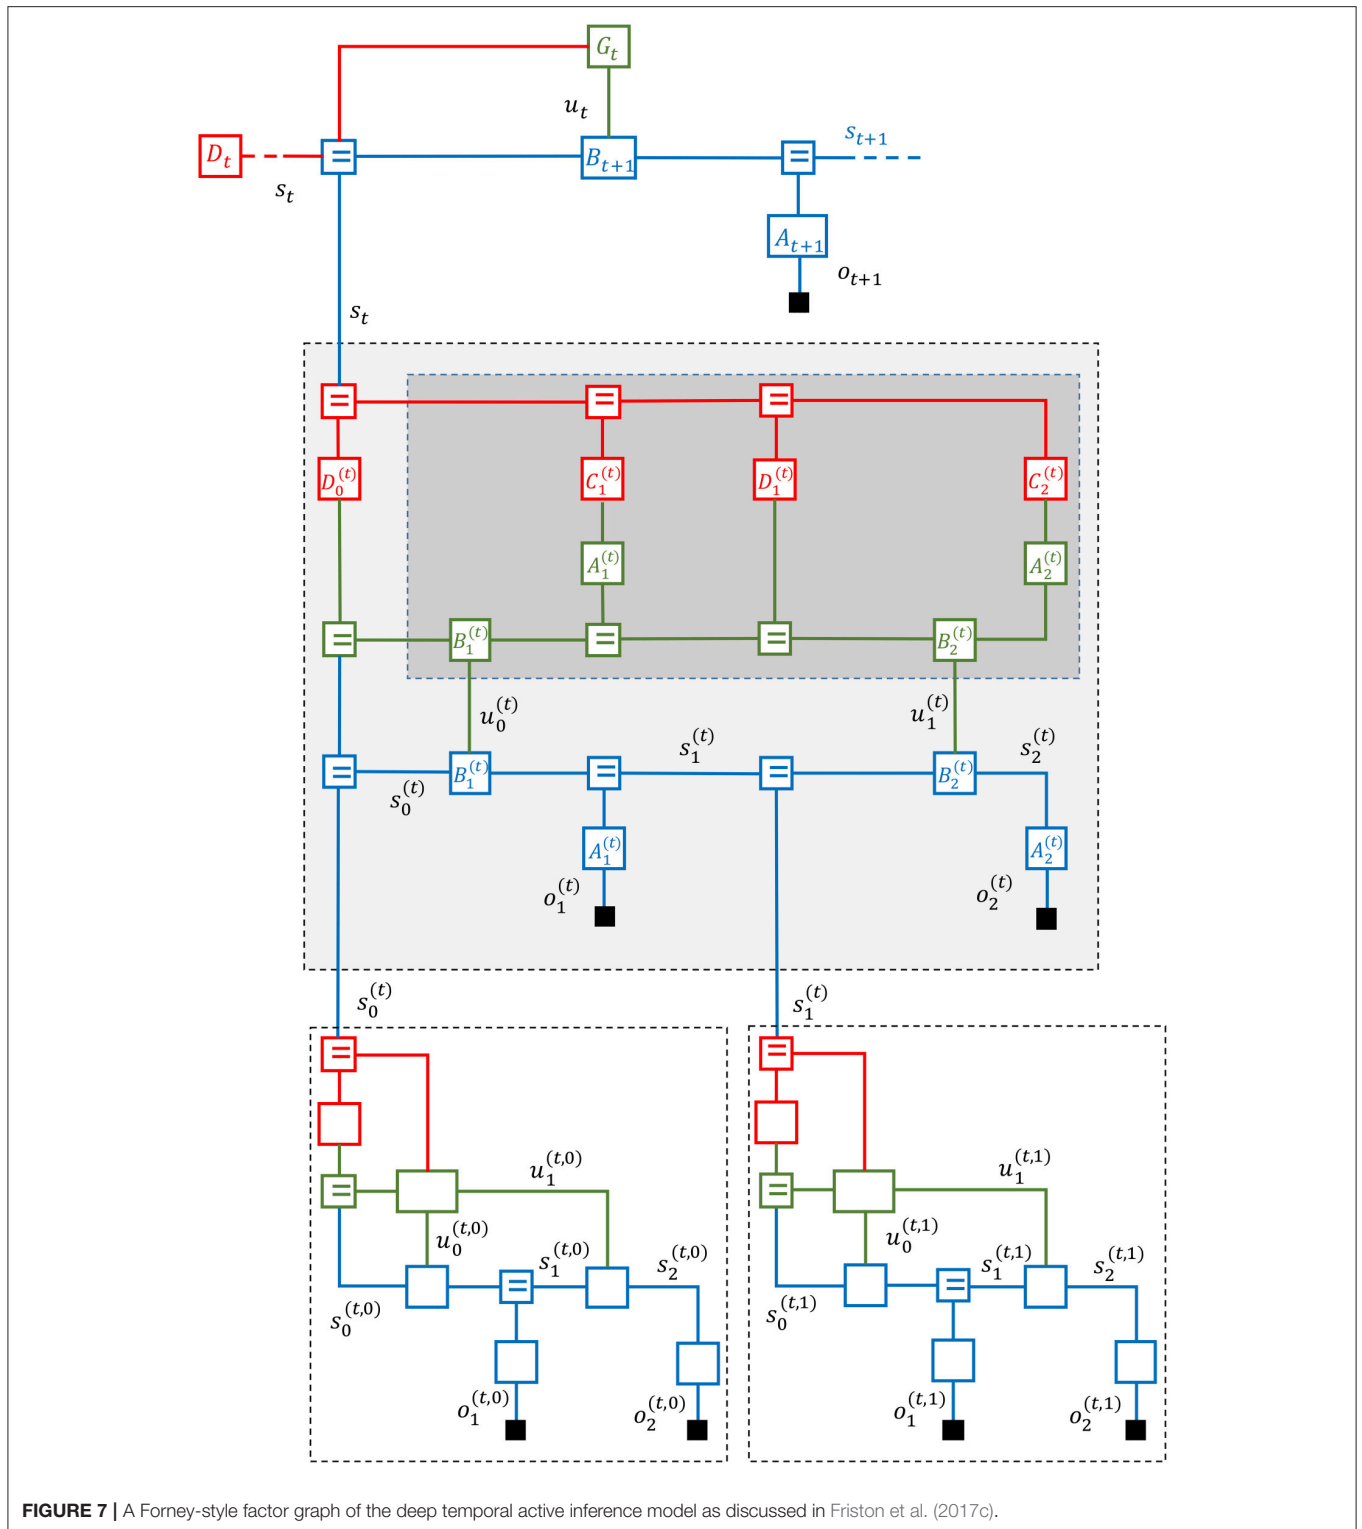 G_t
u_t
D_t = B_{t+1} = s_{t+1}
s_t
A_{t+1}
o_{t+1}
s_t
= = =
D_0^{(t)} C_1^{(t)} D_1^{(t)} C_2^{(t)}
A_1^{(t)} A_2^{(t)}
= B_1^{(t)} = = B_2^{(t)}
u_0^{(t)} u_1^{(t)}
s_1^{(t)} s_2^{(t)}
= B_1^{(t)} = = B_2^{(t)}
s_0^{(t)}
A_1^{(t)} A_2^{(t)}
o_1^{(t)} o_2^{(t)}
s_0^{(t)} s_1^{(t)}
= =
u_1^{(t,0)} u_1^{(t,1)}
= =
u_0^{(t,0)} u_0^{(t,1)}
s_1^{(t,0)} s_2^{(t,0)} s_1^{(t,1)} s_2^{(t,1)}
= =
s_0^{(t,0)} s_0^{(t,1)}
o_1^{(t,0)} o_2^{(t,0)} o_1^{(t,1)} o_2^{(t,1)}
FIGURE 7 | A Forney-style factor graph of the deep temporal active inference model as discussed in Friston et al. (2017c).